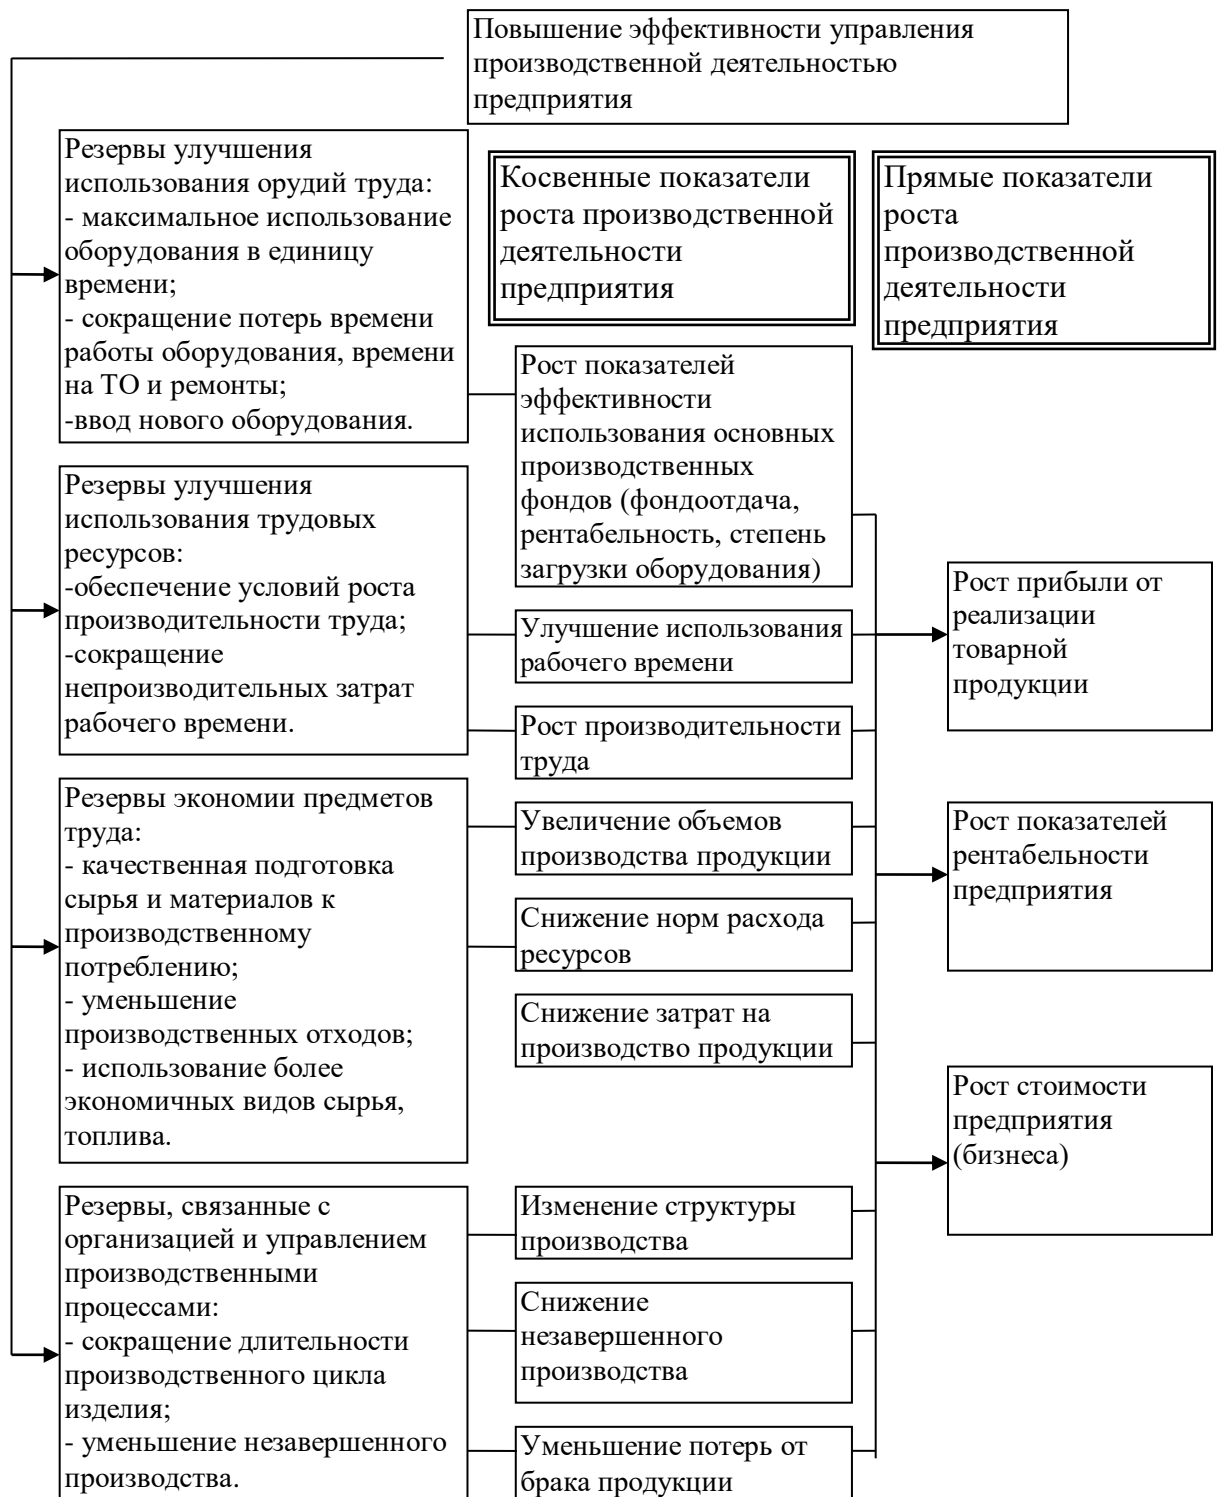 Повышение эффективности управления
производственной деятельностью
предприятия
Резервы улучшения
использования орудий труда:
- максимальное использование
оборудования в единицу
времени;
- сокращение потерь времени
работы оборудования, времени
на ТО и ремонты;
-ввод нового оборудования.
Косвенные показатели
роста производственной
деятельности
предприятия
Прямые показатели
роста
производственной
деятельности
предприятия
Рост показателей
эффективности
использования основных
производственных
фондов (фондоотдача,
рентабельность, степень
загрузки оборудования)
Резервы улучшения
использования трудовых
ресурсов:
-обеспечение условий роста
производительности труда;
-сокращение
непроизводительных затрат
рабочего времени.
Улучшение использования
рабочего времени
Рост производительности
труда
Рост прибыли от
реализации
товарной
продукции
Резервы экономии предметов
труда:
- качественная подготовка
сырья и материалов к
производственному
потреблению;
- уменьшение
производственных отходов;
- использование более
экономичных видов сырья,
топлива.
Увеличение объемов
производства продукции
Снижение норм расхода
ресурсов
Снижение затрат на
производство продукции
Рост показателей
рентабельности
предприятия
Рост стоимости
предприятия
(бизнеса)
Резервы, связанные с
организацией и управлением
производственными
процессами:
- сокращение длительности
производственного цикла
изделия;
- уменьшение незавершенного
производства.
Изменение структуры
производства
Снижение
незавершенного
производства
Уменьшение потерь от
брака продукции